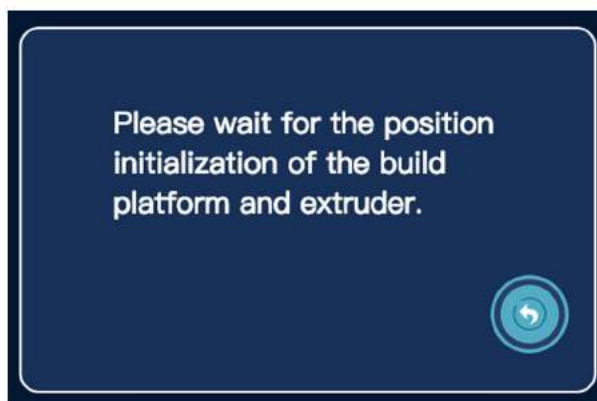 Please wait for the position
initialization of the build
platform and extruder.